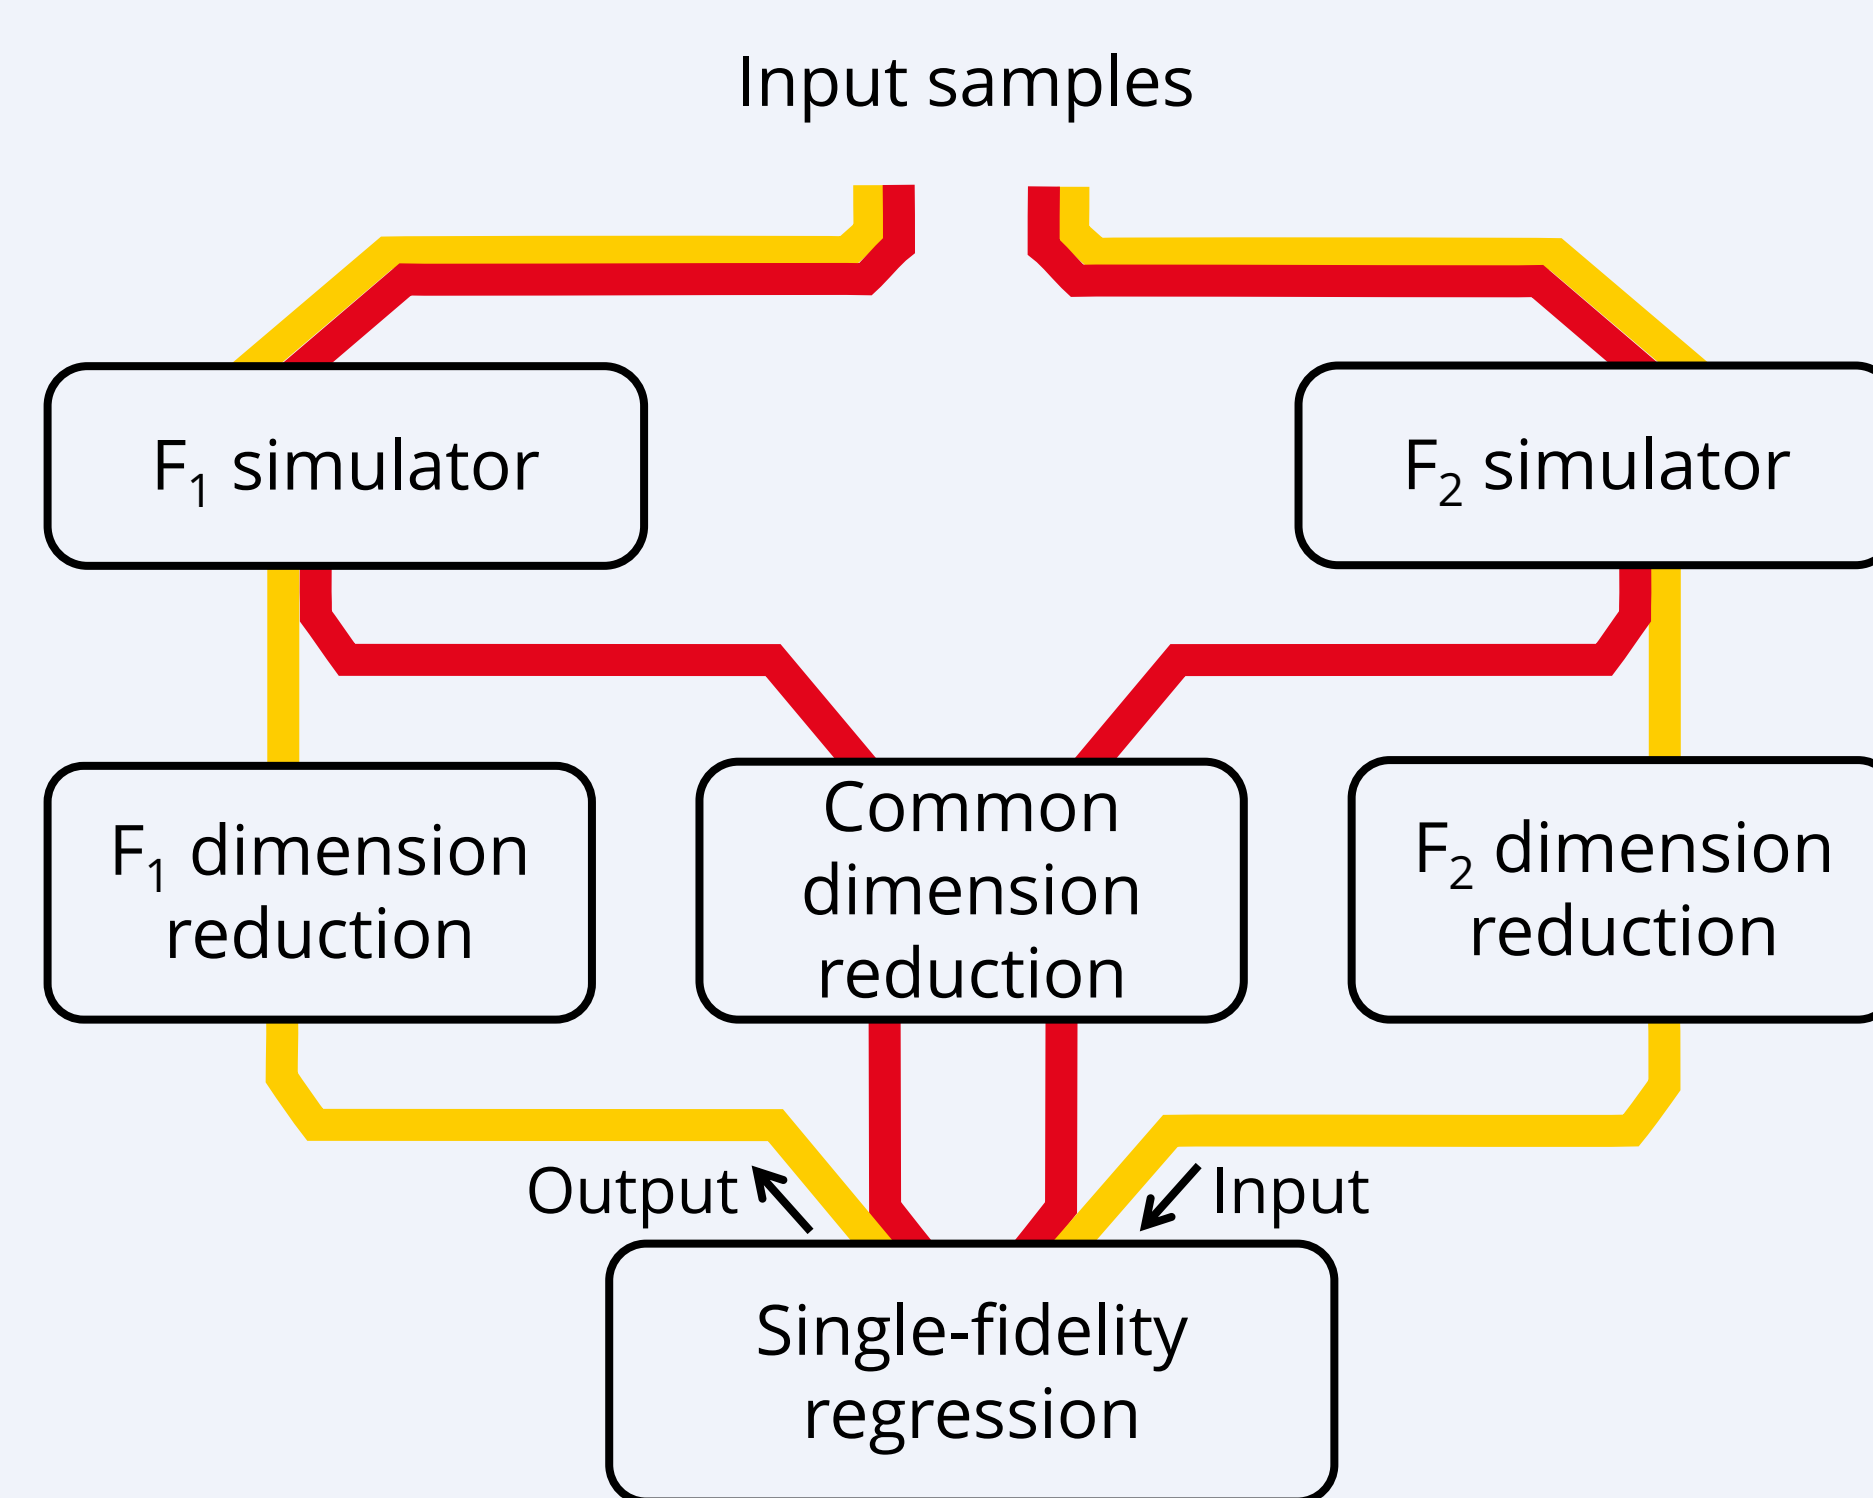 Input samples
F₁ simulator
F₂ simulator
F₁ dimension
reduction
Common
dimension
reduction
F₂ dimension
reduction
Output
Input
Single-fidelity
regression